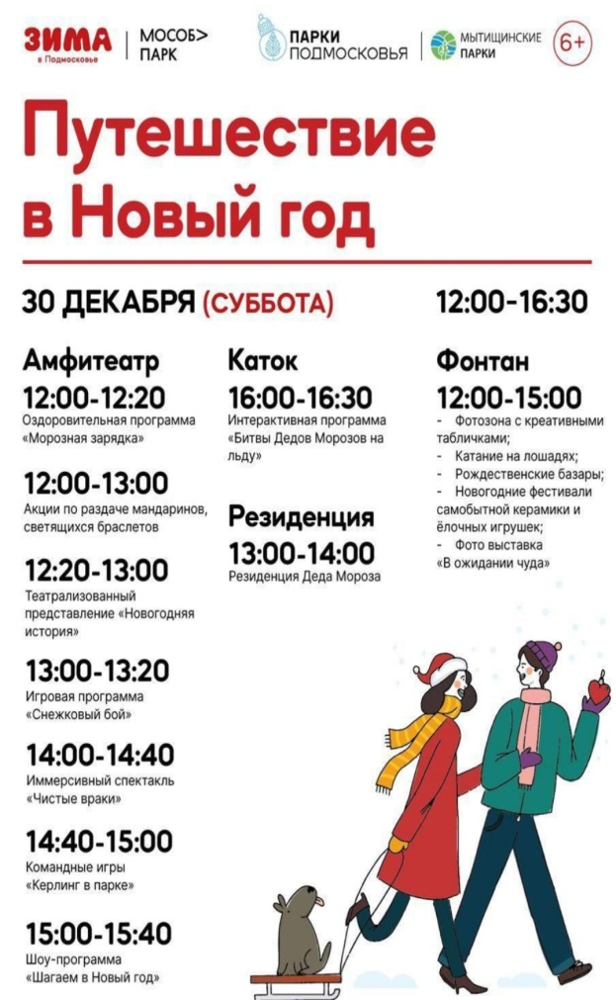 ЗИМА
в Подмосковье
МОСОБ>
ПАРК
ПАРКИ
ПОДМОСКОВЬЯ
МЫТИЩИНСКИЕ
ПАРКИ
6+
Путешествие
в Новый год
30 ДЕКАБРЯ (СУББОТА)
12:00-16:30
Амфитеатр
12:00-12:20
Оздоровительная программа
«Морозная зарядка»
12:00-13:00
Акции по раздаче мандаринов,
светящихся браслетов
12:20-13:00
Театрализованный
представление «Новогодняя
история»
13:00-13:20
Игровая программа
«Снежковый бой»
14:00-14:40
Иммерсивный спектакль
«Чистые враки»
14:40-15:00
Командные игры
«Керлинг в парке»
15:00-15:40
Шоу-программа
«Шагаем в Новый год»
Каток
16:00-16:30
Интерактивная программа
«Битвы Дедов Морозов на
льду»
Резиденция
13:00-14:00
Резиденция Деда Мороза
Фонтан
12:00-15:00
- Фотозона с креативными
табличками;
- Катание на лошадях;
- Рождественские базары;
- Новогодние фестивали
самобытной керамики и
ёлочных игрушек;
- Фото выставка
«В ожидании чуда»